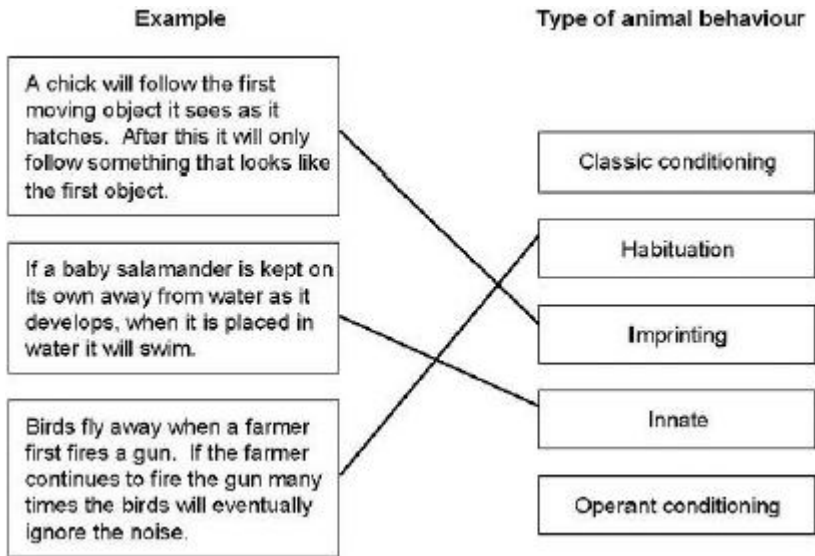 Example
Type of animal behaviour
A chick will follow the first
moving object it sees as it
hatches. After this it will only
follow something that looks like
the first object.
If a baby salamander is kept on
its own away from water as it
develops, when it is placed in
water it will swim.
Birds fly away when a farmer
first fires a gun. If the farmer
continues to fire the gun many
times the birds will eventually
ignore the noise.
Classic conditioning
Habituation
Imprinting
Innate
Operant conditioning